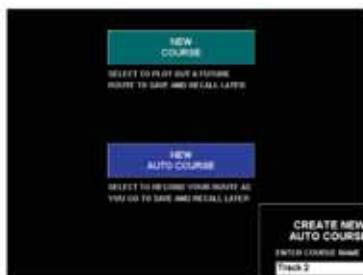 NEW
COURSE
SELECT TO PLOT OUT A FUTURE
ROUTE TO SAVE AND RECALL LATER
NEW
AUTO COURSE
SELECT TO RECORD YOUR ROUTE AS
YOU GO TO SAVE AND RECALL LATER
CREATE NEW
AUTO COURSE
ENTER COURSE NAME
Track 2